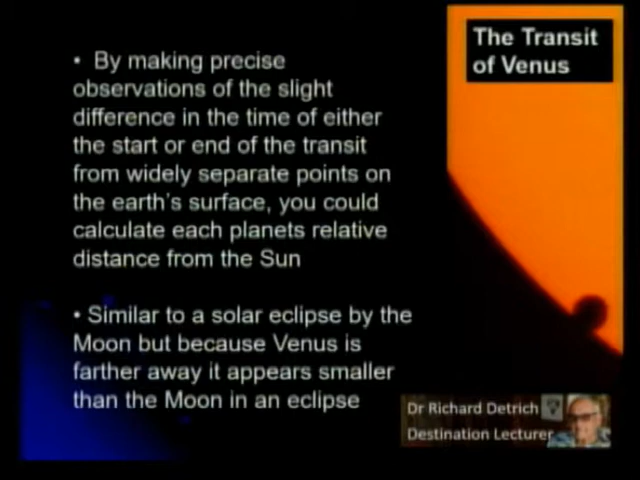 • By making precise
observations of the slight
difference in the time of either
the start or end of the transit
from widely separate points on
the earth's surface, you could
calculate each planets relative
distance from the Sun
• Similar to a solar eclipse by the
Moon but because Venus is
farther away it appears smaller
than the Moon in an eclipse
The Transit
of Venus
Dr Richard Detrich
Destination Lecturer